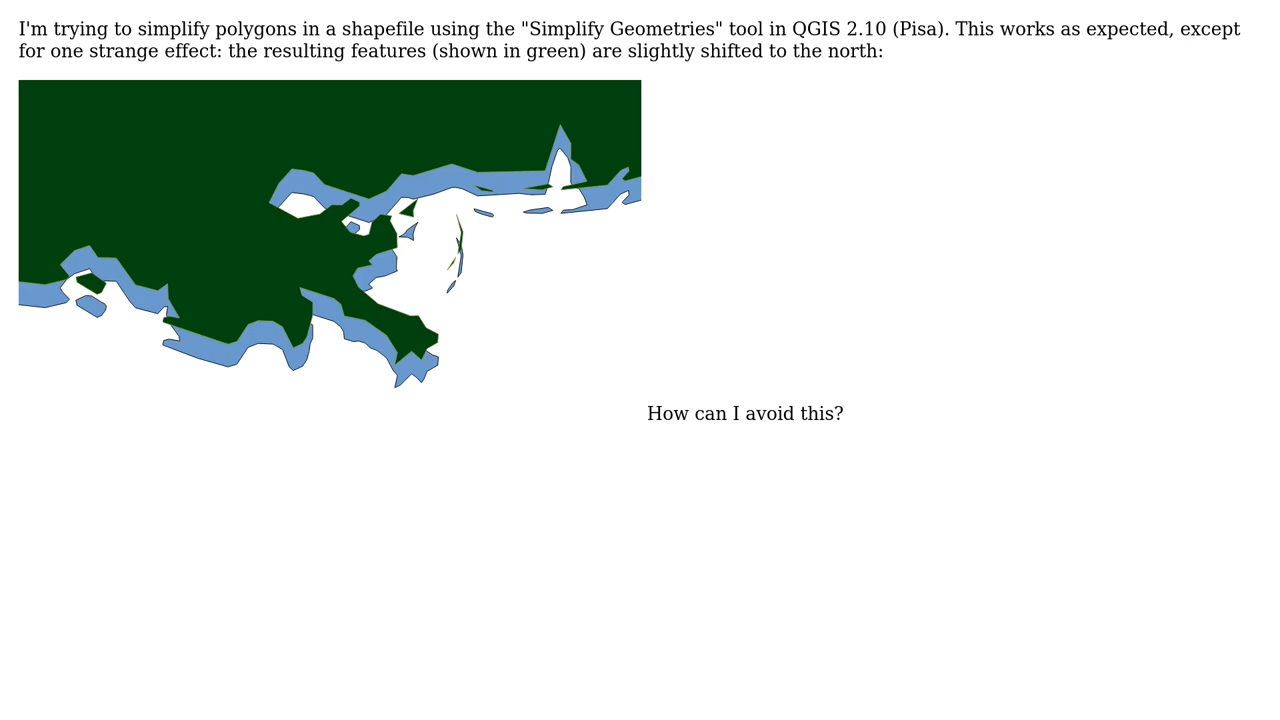 I'm trying to simplify polygons in a shapefile using the "Simplify Geometries" tool in QGIS 2.10 (Pisa). This works as expected, except
for one strange effect: the resulting features (shown in green) are slightly shifted to the north:
How can I avoid this?